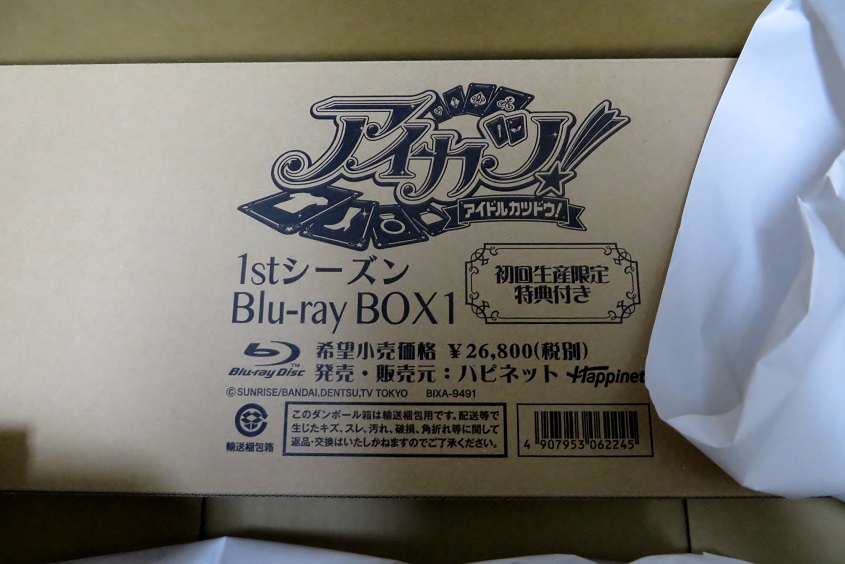 アイカツ!
アイドルカツドウ!
1stシーズン
Blu-ray BOX1
初回生産限定
特典付き
Blu-ray Disc™
希望小売価格 ¥26,800(税別)
発売・販売元:ハピネット Happinet
©SUNRISE/BANDAI,DENTSU,TV TOKYO BIXA-9491
輸送梱包箱
このダンボール箱は輸送梱包用です。配送等で
生じたキズ、スレ、汚れ、破損、角折れ等に関して
返品・交換はいたしかねますのでご了承ください。
4 907953 062245